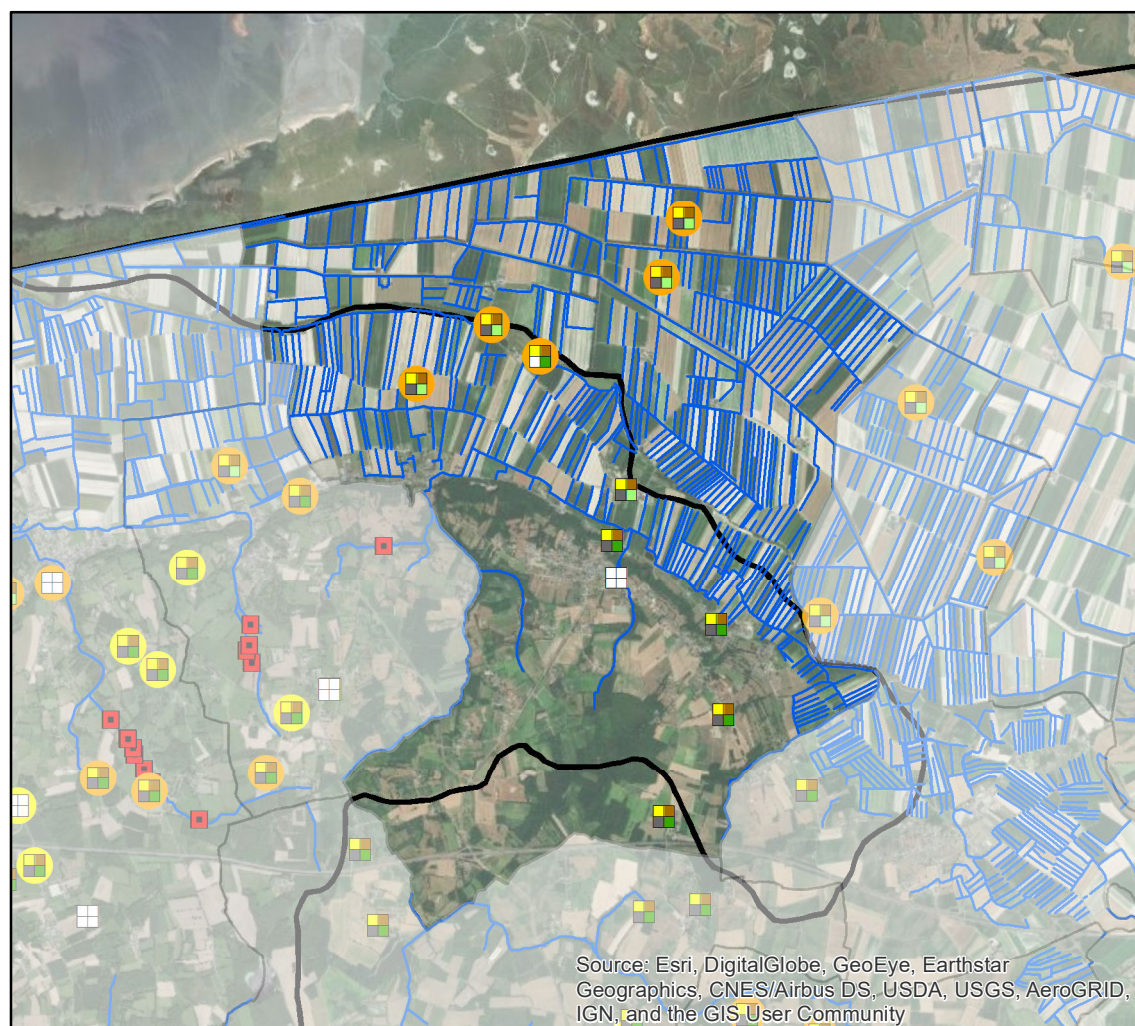 Source: Esri, DigitalGlobe, GeoEye, Earthstar
Geographics, CNES/Airbus DS, USDA, USGS, AeroGRID,
IGN, and the GIS User Community